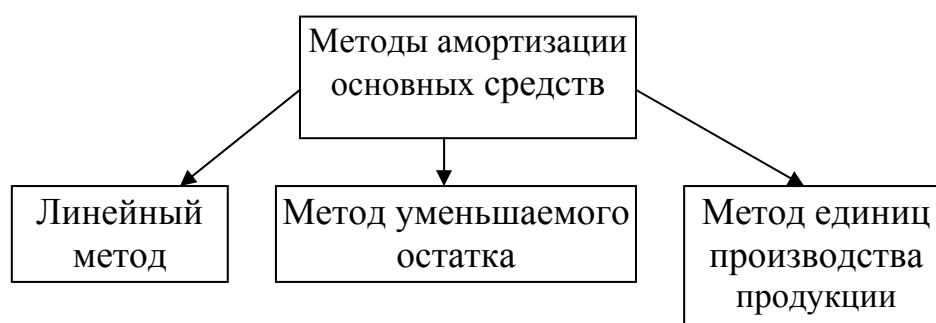 Методы амортизации
основных средств
Линейный
метод
Метод уменьшаемого
остатка
Метод единиц
производства
продукции